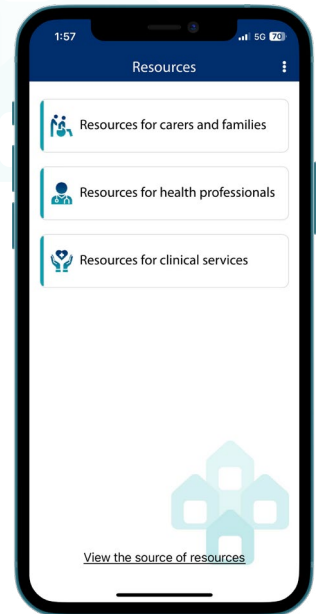 1:57 5G 70
Resources
Resources for carers and families
Resources for health professionals
Resources for clinical services
View the source of resources